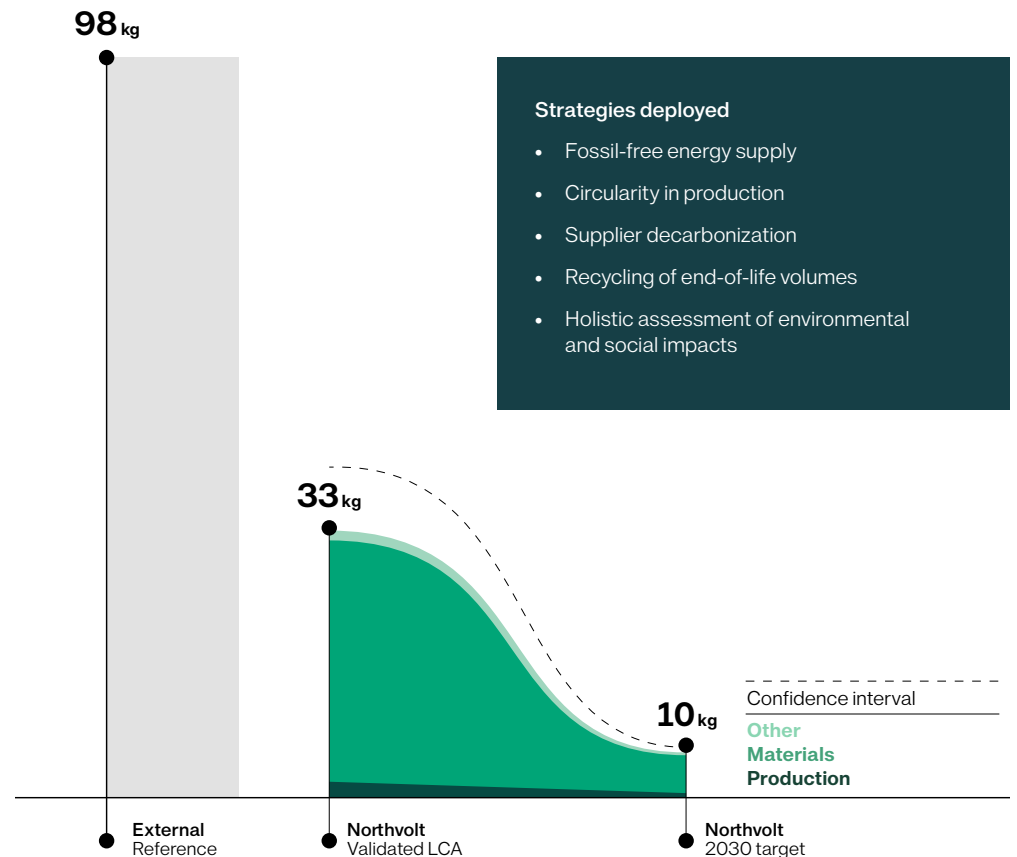 98 kg
Strategies deployed
• Fossil-free energy supply
• Circularity in production
• Supplier decarbonization
• Recycling of end-of-life volumes
• Holistic assessment of environmental
and social impacts
33 kg
10 kg
Confidence interval
Other
Materials
Production
External
Reference
Northvolt
Validated LCA
Northvolt
2030 target